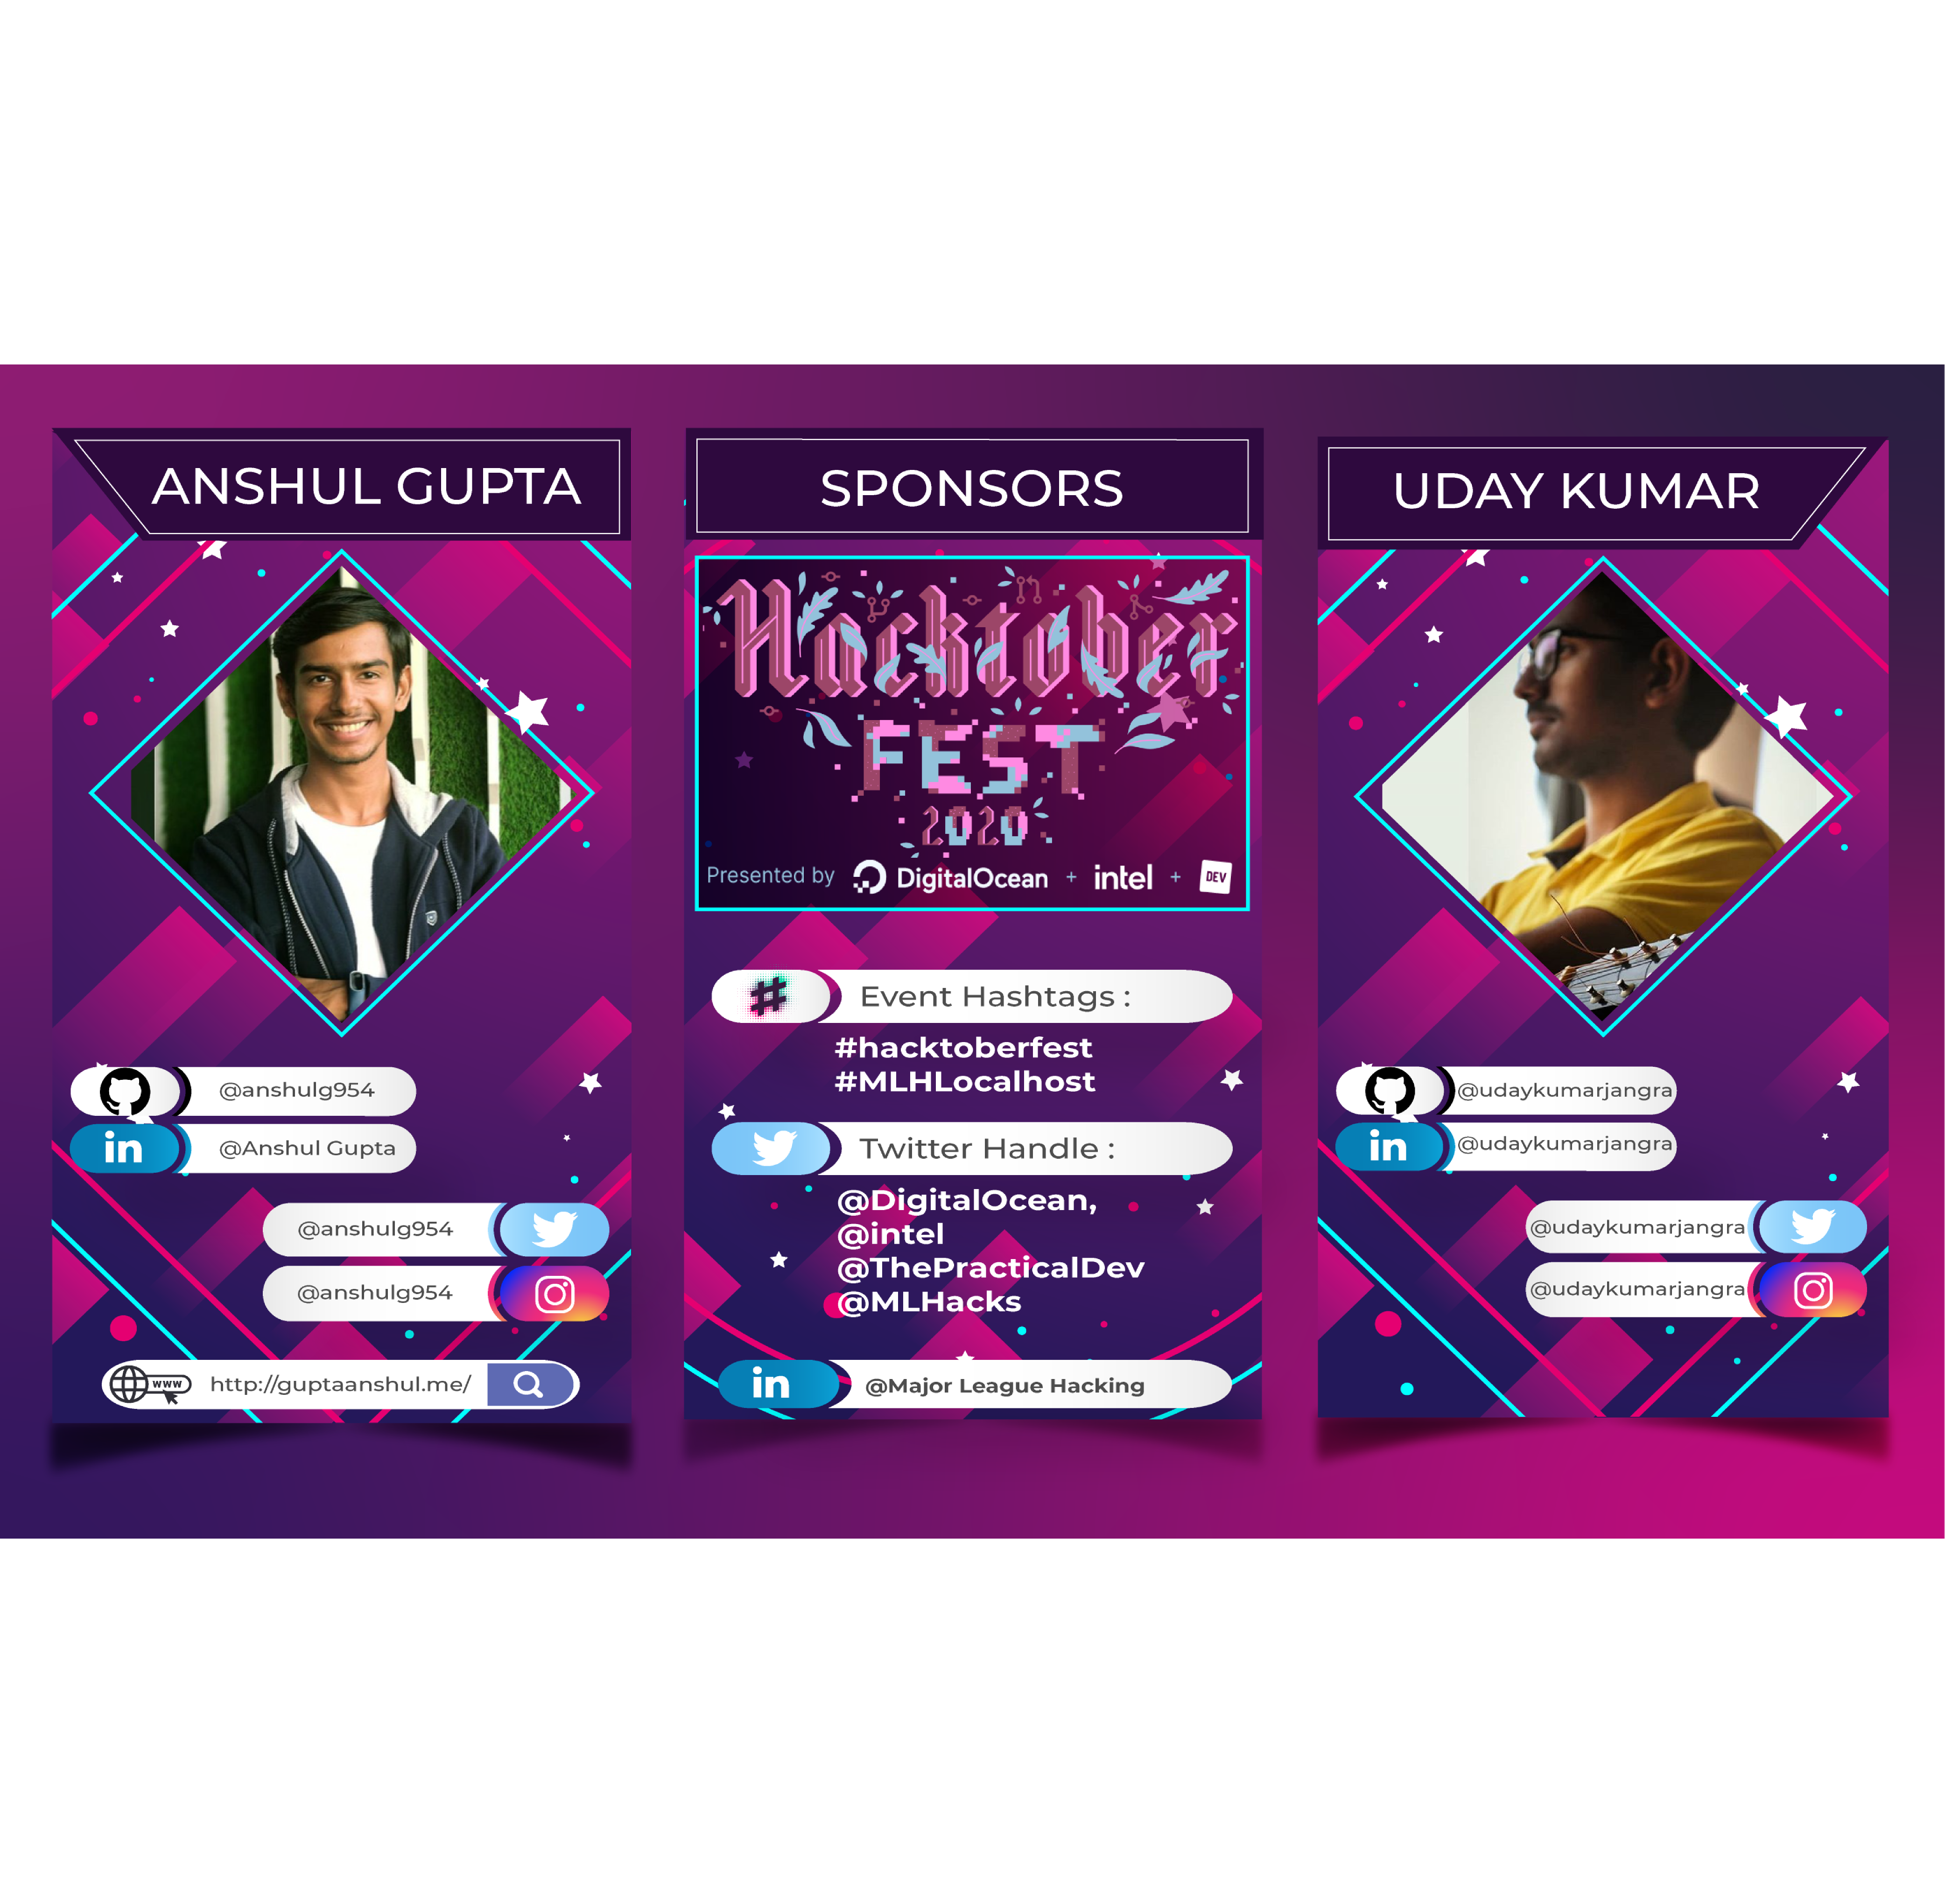 ANSHUL GUPTA
@anshulg954
@Anshul Gupta
@anshulg954
@anshulg954
www http://guptaanshul.me/
SPONSORS
Hacktober
FEST
2020
Presented by DigitalOcean + intel + DEV
# Event Hashtags :
#hacktoberfest
#MLHLocalhost
Twitter Handle :
@DigitalOcean,
@intel
@ThePracticalDev
@MLHacks
in @Major League Hacking
UDAY KUMAR
@udaykumarjangra
in @udaykumarjangra
@udaykumarjangra
@udaykumarjangra